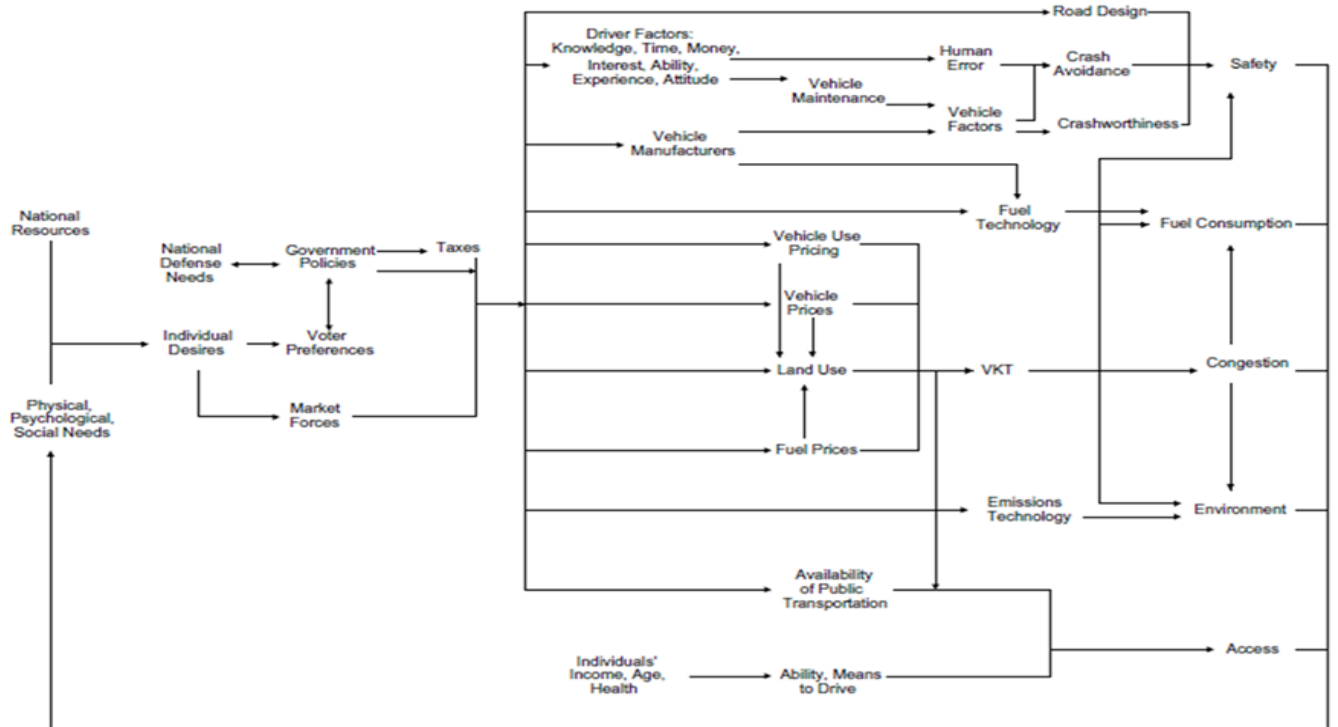 Road Design
Driver Factors:
Knowledge, Time, Money,
Interest, Ability,
Experience, Attitude
Human
Error
Crash
Avoidance
Safety
Vehicle
Maintenance
Vehicle
Factors
Crashworthiness
Vehicle
Manufacturers
National
Resources
Fuel
Technology
Fuel Consumption
National
Defense
Needs
Government
Policies
Taxes
Vehicle Use
Pricing
Vehicle
Prices
Individual
Desires
Voter
Preferences
Land Use
VKT
Congestion
Physical,
Psychological,
Social Needs
Market
Forces
Fuel Prices
Emissions
Technology
Environment
Availability
of Public
Transportation
Individuals'
Income, Age,
Health
Ability, Means
to Drive
Access